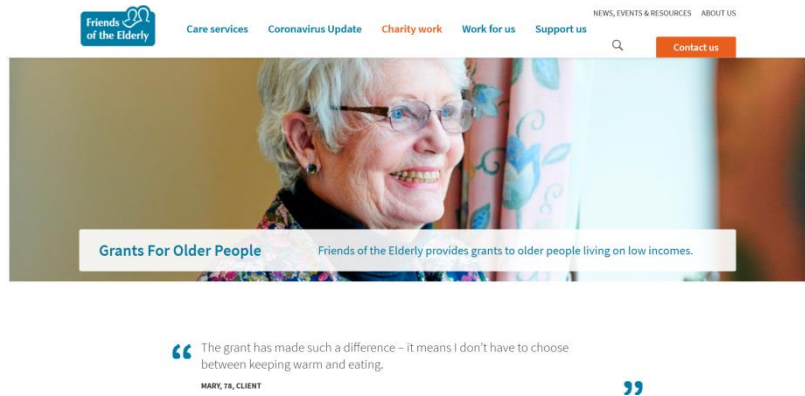 NEWS, EVENTS & RESOURCES ABOUT US
Friends
of the Elderly
Care services Coronavirus Update Charity work Work for us Support us
Contact us
Grants For Older People Friends of the Elderly provides grants to older people living on low incomes.
“ The grant has made such a difference – it means I don’t have to choose
between keeping warm and eating.
MARY, 78, CLIENT ”